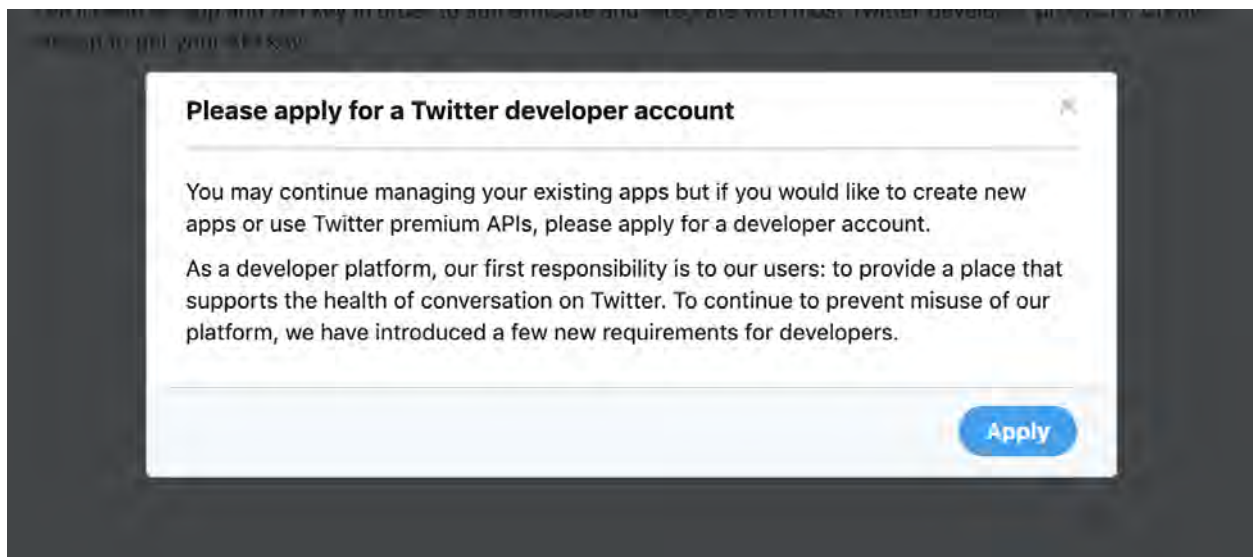 Please apply for a Twitter developer account
You may continue managing your existing apps but if you would like to create new
apps or use Twitter premium APIs, please apply for a developer account.
As a developer platform, our first responsibility is to our users: to provide a place that
supports the health of conversation on Twitter. To continue to prevent misuse of our
platform, we have introduced a few new requirements for developers.
Apply